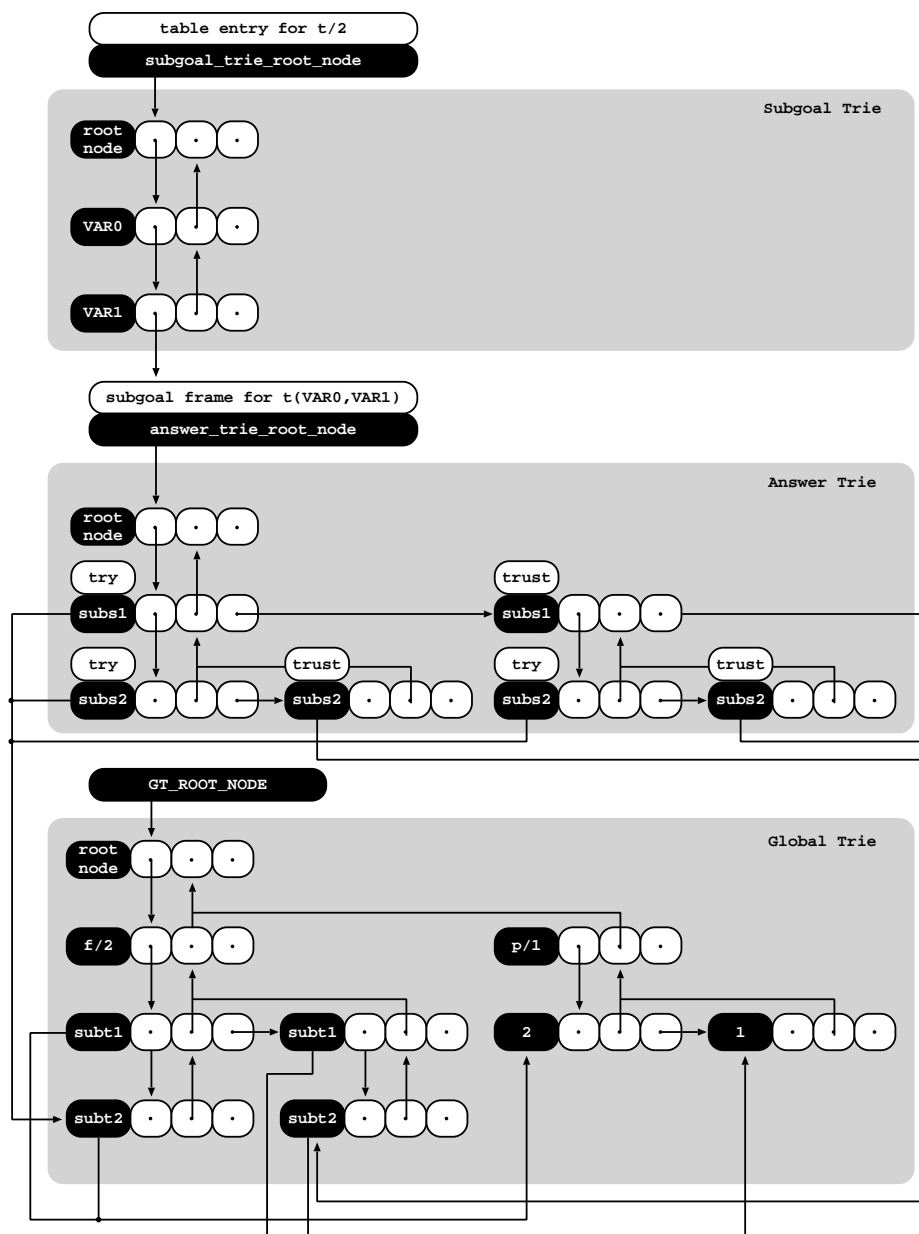 table entry for t/2
subgoal_trie_root_node
Subgoal Trie
root
node
VAR0
VAR1
subgoal frame for t(VAR0,VAR1)
answer_trie_root_node
Answer Trie
root
node
try
trust
subs1
subs1
try
trust
try
trust
subs2
subs2
subs2
subs2
GT_ROOT_NODE
Global Trie
root
node
f/2
p/1
subt1
subt1
2
1
subt2
subt2